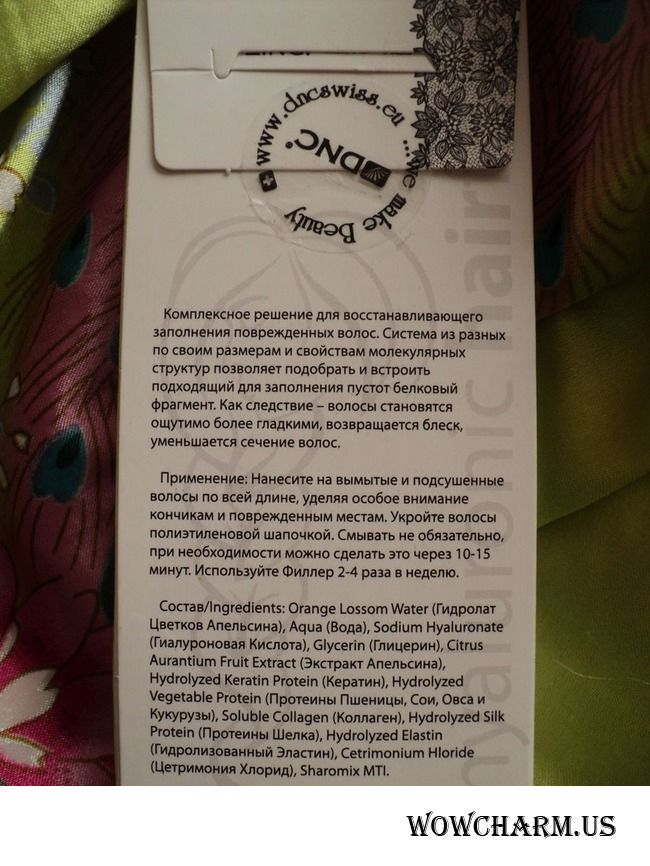 www.dncswiss.eu ...we make Beauty
DNC
hyaluronic hair
Комплексное решение для восстанавливающего
заполнения поврежденных волос. Система из разных
по своим размерам и свойствам молекулярных
структур позволяет подобрать и встроить
подходящий для заполнения пустот белковый
фрагмент. Как следствие – волосы становятся
ощутимо более гладкими, возвращается блеск,
уменьшается сечение волос.
Применение: Нанесите на вымытые и подсушенные
волосы по всей длине, уделяя особое внимание
кончикам и поврежденным местам. Укройте волосы
полиэтиленовой шапочкой. Смывать не обязательно,
при необходимости можно сделать это через 10-15
минут. Используйте Филлер 2-4 раза в неделю.
Состав/Ingredients: Orange Lossom Water (Гидролат
Цветков Апельсина), Aqua (Вода), Sodium Hyaluronate
(Гиалуроновая Кислота), Glycerin (Глицерин), Citrus
Aurantium Fruit Extract (Экстракт Апельсина),
Hydrolyzed Keratin Protein (Кератин), Hydrolyzed
Vegetable Protein (Протеины Пшеницы, Сои, Овса и
Кукурузы), Soluble Collagen (Коллаген), Hydrolyzed Silk
Protein (Протеины Шелка), Hydrolyzed Elastin
(Гидролизованный Эластин), Cetrimonium Hloride
(Цетримония Хлорид), Sharomix MTI.
WOWCHARM.US